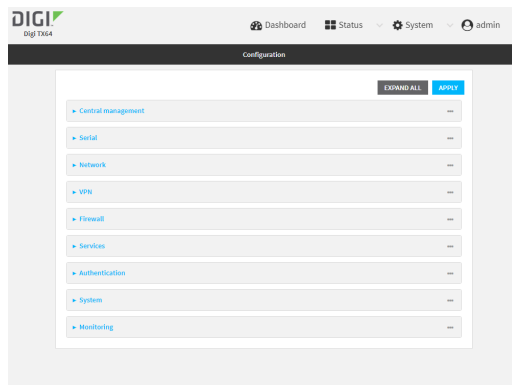 DIGI
Digi TX64
Dashboard Status System admin
Configuration
EXPAND ALL APPLY
Central management
Serial
Network
VPN
Firewall
Services
Authentication
System
Monitoring